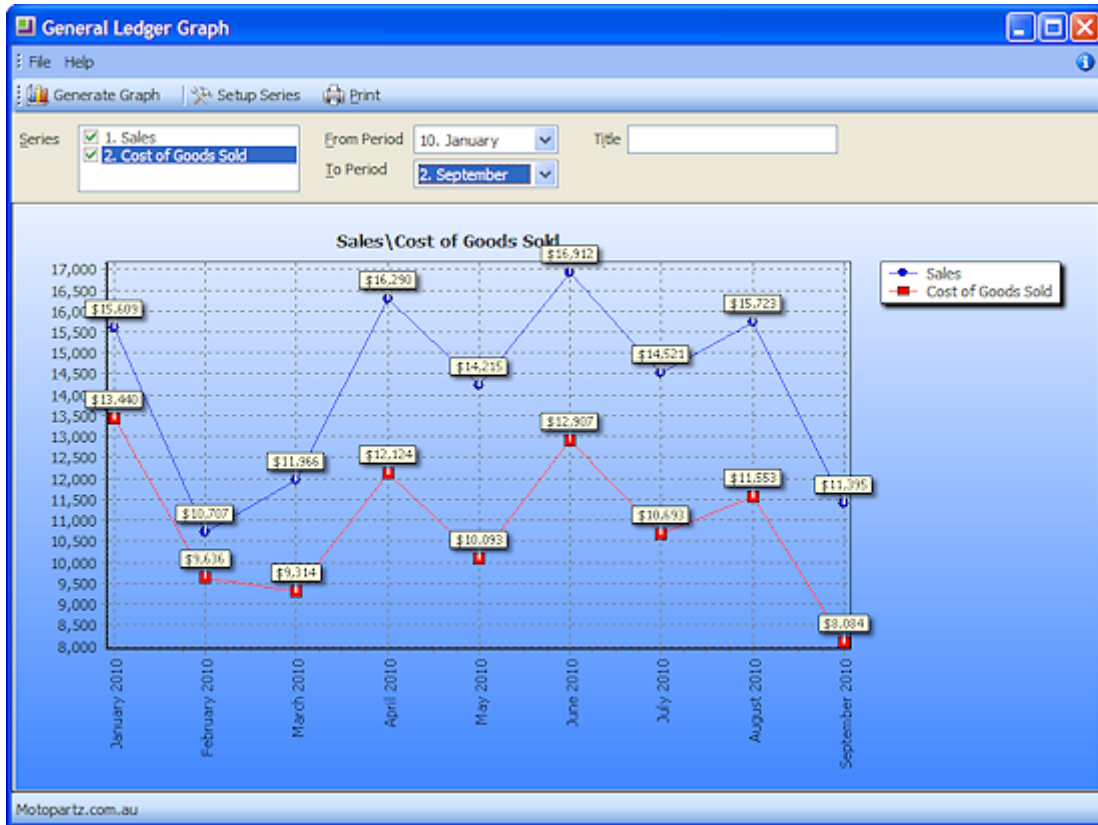 General Ledger Graph
File Help
Generate Graph Setup Series Print
Series 1. Sales From Period 10. January Title
2. Cost of Goods Sold To Period 2. September
Sales\Cost of Goods Sold
17,000
16,500
16,000
15,500
15,000
14,500
14,000
13,500
13,000
12,500
12,000
11,500
11,000
10,500
10,000
9,500
9,000
8,500
8,000
$15,609
$10,707
$11,966
$16,290
$14,215
$16,912
$14,521
$15,723
$11,395
$13,440
$9,636
$9,314
$12,124
$10,093
$12,907
$10,693
$11,553
$8,084
Sales
Cost of Goods Sold
January 2010
February 2010
March 2010
April 2010
May 2010
June 2010
July 2010
August 2010
September 2010
Motopartz.com.au